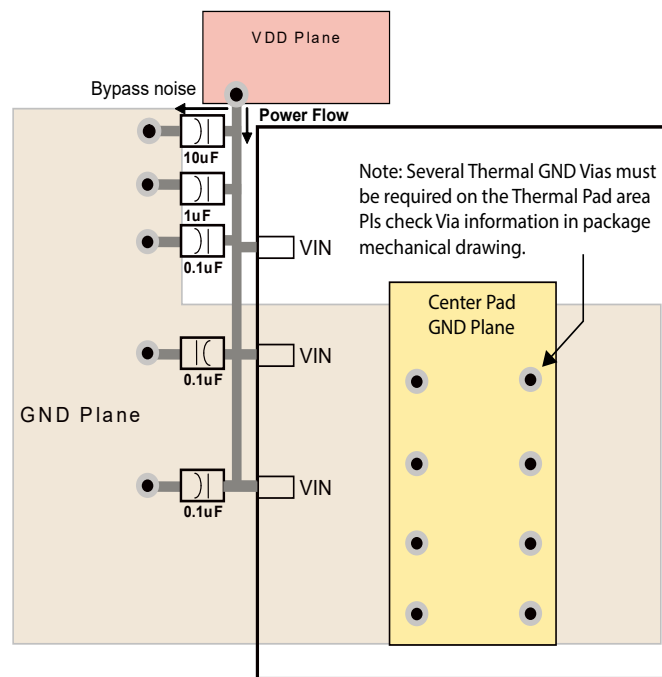 VDD Plane
Bypass noise
Power Flow
10uF
Note: Several Thermal GND Vias must
be required on the Thermal Pad area
Pls check Via information in package
mechanical drawing.
1uF
VIN
0.1uF
Center Pad
GND Plane
VIN
0.1uF
GND Plane
VIN
0.1uF